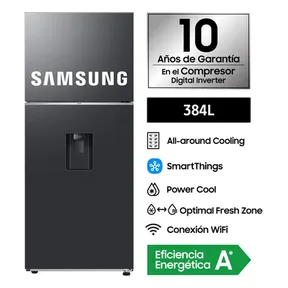 SAMSUNG
10
Años de Garantía
En el Compresor
Digital Inverter
384L
All-around Cooling
SmartThings
Power Cool
Optimal Fresh Zone
Conexión WiFi
Eficiencia
Energética A*